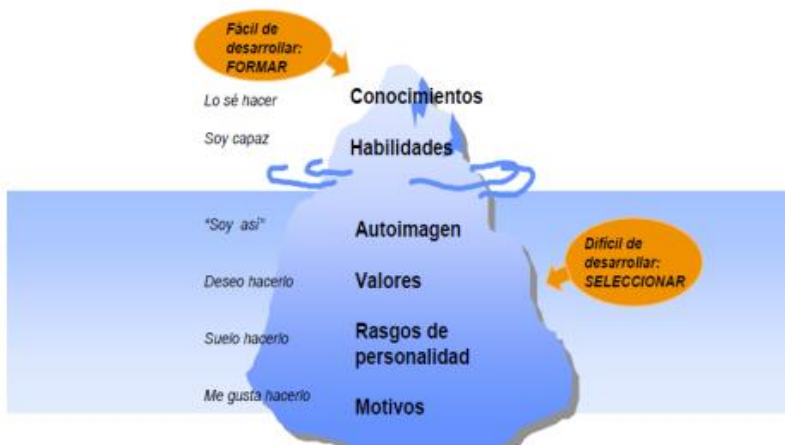 Fácil de
desarrollar:
FORMAR
Lo sé hacer
Conocimientos
Soy capaz
Habilidades
"Soy así"
Autoimagen
Difícil de
desarrollar:
SELECCIONAR
Deseo hacerlo
Valores
Suelo hacerlo
Rasgos de
personalidad
Me gusta hacerlo
Motivos